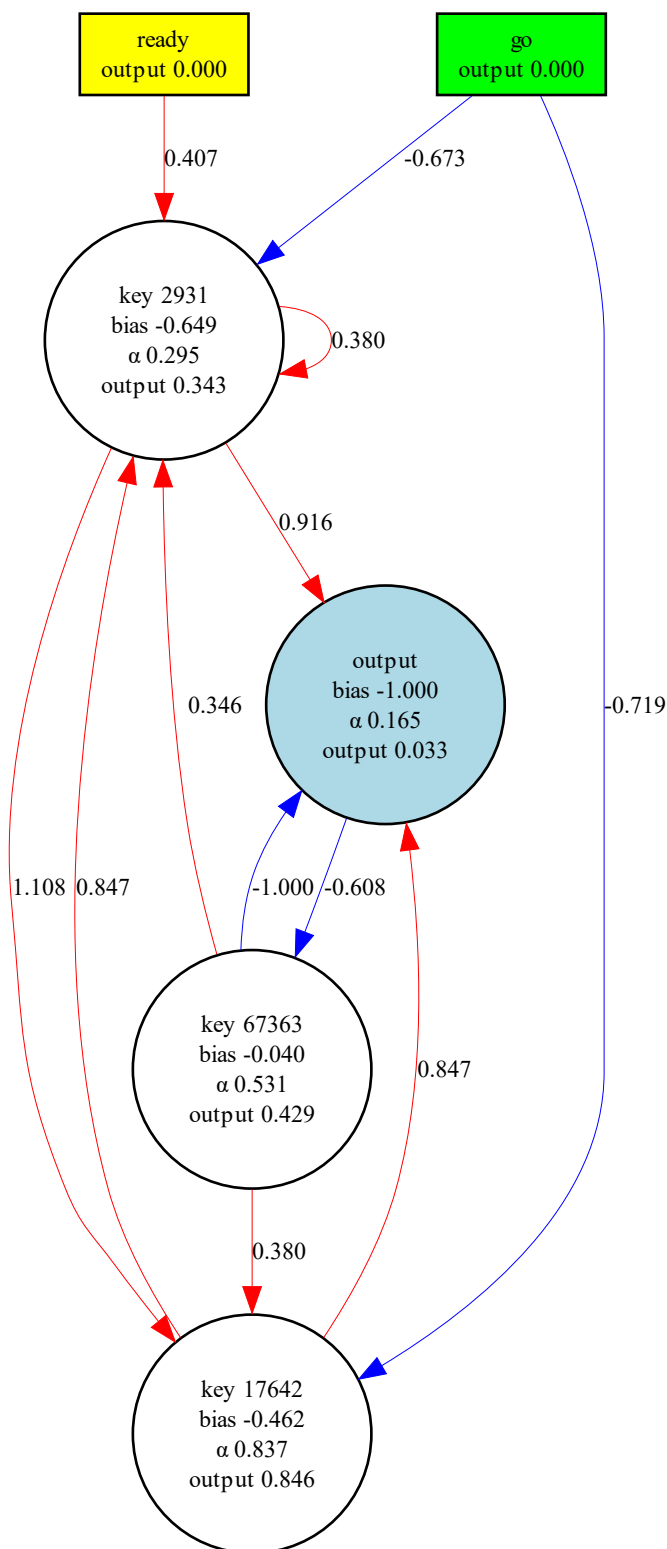 ready
output 0.000
go
output 0.000
0.407
-0.673
key 2931
bias -0.649
α 0.295
output 0.343
0.380
0.916
output
bias -1.000
α 0.165
output 0.033
0.346
-0.719
1.108
0.847
-1.000
-0.608
key 67363
bias -0.040
α 0.531
output 0.429
0.847
0.380
key 17642
bias -0.462
α 0.837
output 0.846